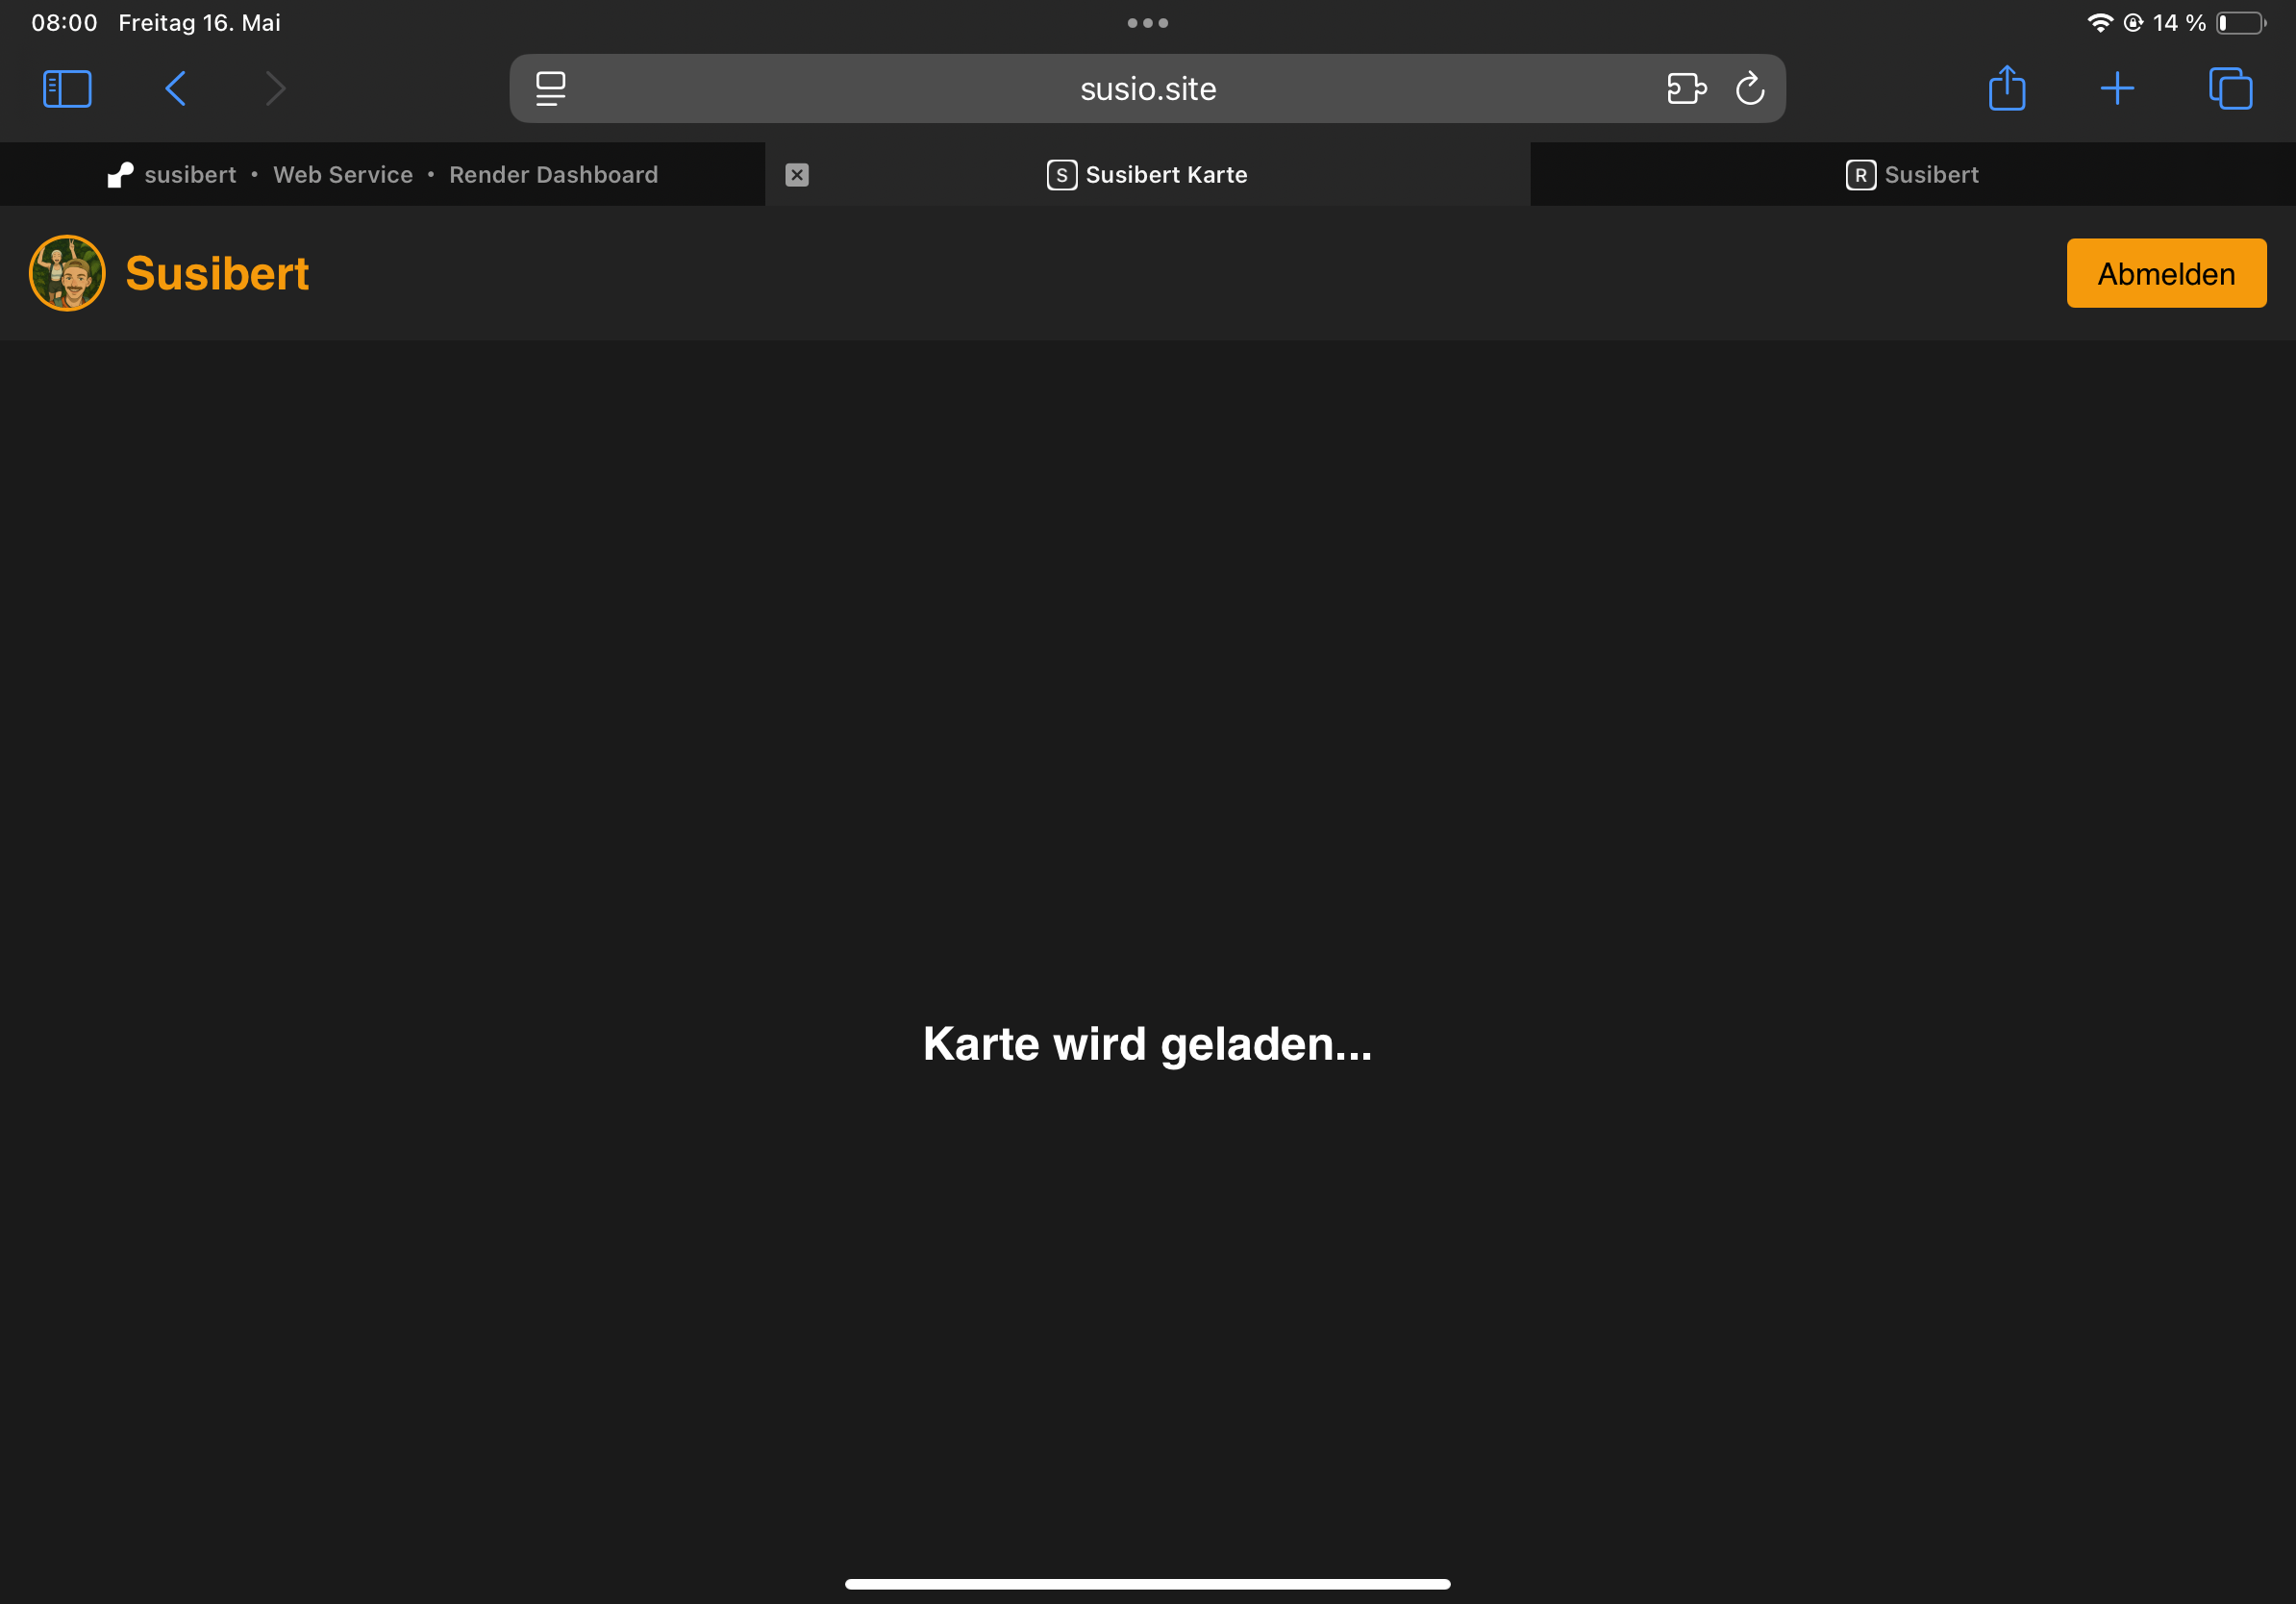 08:00 Freitag 16. Mai
14 %
susio.site
susibert • Web Service • Render Dashboard
S Susibert Karte
R Susibert
Susibert
Abmelden
Karte wird geladen...